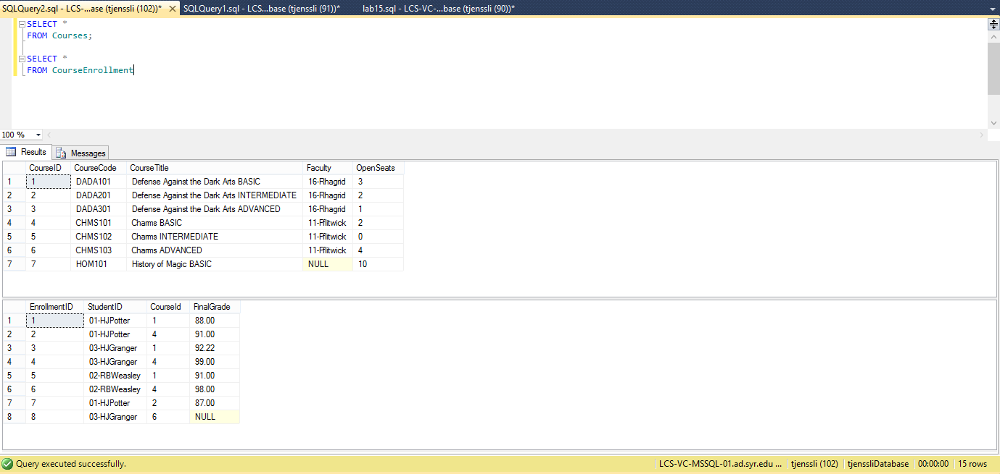 SQLQuery2.sql - LCS-...ase (tjenssli (102))* SQLQuery1.sql - LCS...base (tjenssli (91))* lab15.sql - LCS-VC-...base (tjenssli (90))*
SELECT *
FROM Courses;
SELECT *
FROM CourseEnrollment
100 %
Results Messages
CourseID CourseCode CourseTitle Faculty OpenSeats
1 1 DADA101 Defense Against the Dark Arts BASIC 16-Rhagrid 3
2 2 DADA201 Defense Against the Dark Arts INTERMEDIATE 16-Rhagrid 2
3 3 DADA301 Defense Against the Dark Arts ADVANCED 16-Rhagrid 1
4 4 CHMS101 Charms BASIC 11-Fflitwick 2
5 5 CHMS102 Charms INTERMEDIATE 11-Fflitwick 0
6 6 CHMS103 Charms ADVANCED 11-Fflitwick 4
7 7 HOM101 History of Magic BASIC NULL 10
EnrollmentID StudentID CourseId FinalGrade
1 1 01-HJPotter 1 88.00
2 2 01-HJPotter 4 91.00
3 3 03-HJGranger 1 92.22
4 4 03-HJGranger 4 99.00
5 5 02-RBWeasley 1 91.00
6 6 02-RBWeasley 4 98.00
7 7 01-HJPotter 2 87.00
8 8 03-HJGranger 6 NULL
Query executed successfully. LCS-VC-MSSQL-01.ad.syr.edu ... tjenssli (102) tjenssliDatabase 00:00:00 15 rows